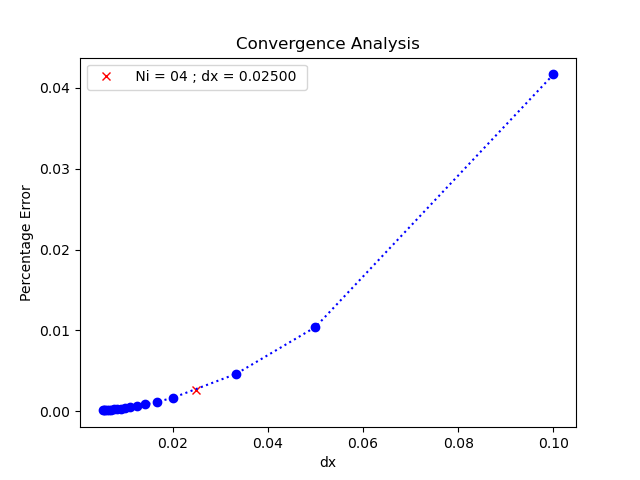 Convergence Analysis
Ni = 04 ; dx = 0.02500
0.04
0.03
0.02
0.01
0.00
Percentage Error
0.02 0.04 0.06 0.08 0.10
dx